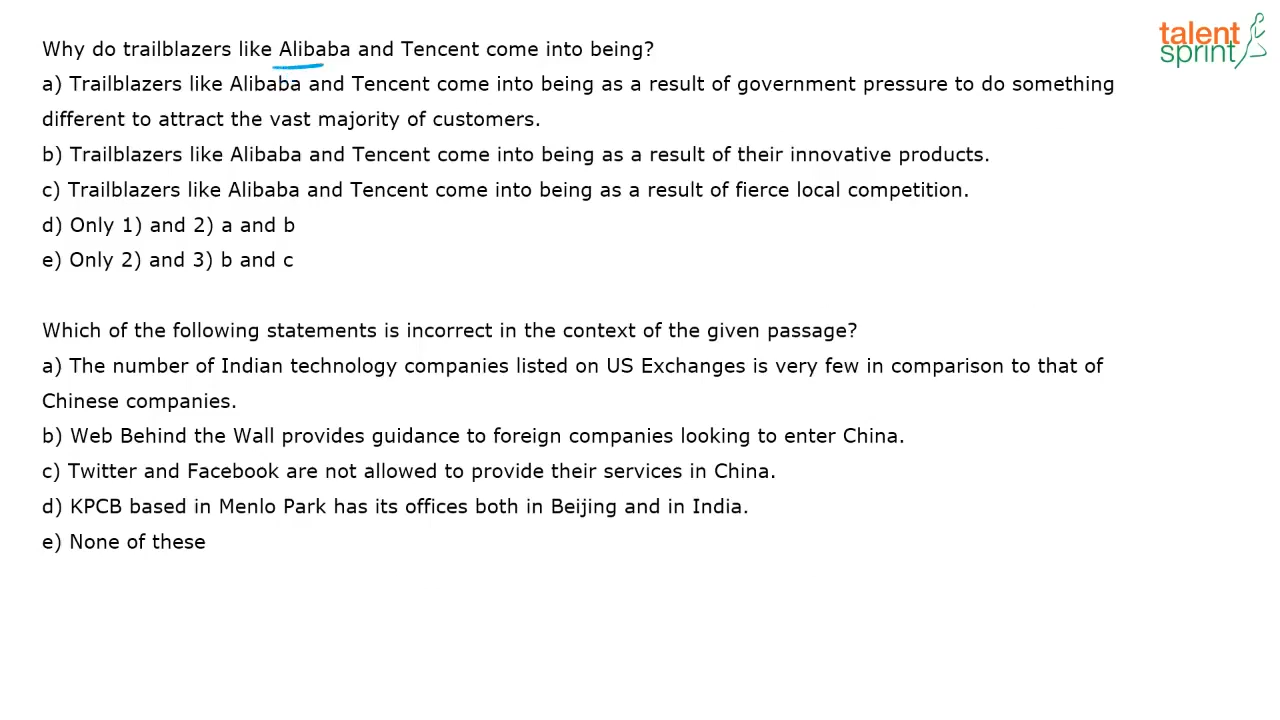 talent
sprint
Why do trailblazers like Alibaba and Tencent come into being?
a) Trailblazers like Alibaba and Tencent come into being as a result of government pressure to do something
different to attract the vast majority of customers.
b) Trailblazers like Alibaba and Tencent come into being as a result of their innovative products.
c) Trailblazers like Alibaba and Tencent come into being as a result of fierce local competition.
d) Only 1) and 2) a and b
e) Only 2) and 3) b and c
Which of the following statements is incorrect in the context of the given passage?
a) The number of Indian technology companies listed on US Exchanges is very few in comparison to that of
Chinese companies.
b) Web Behind the Wall provides guidance to foreign companies looking to enter China.
c) Twitter and Facebook are not allowed to provide their services in China.
d) KPCB based in Menlo Park has its offices both in Beijing and in India.
e) None of these